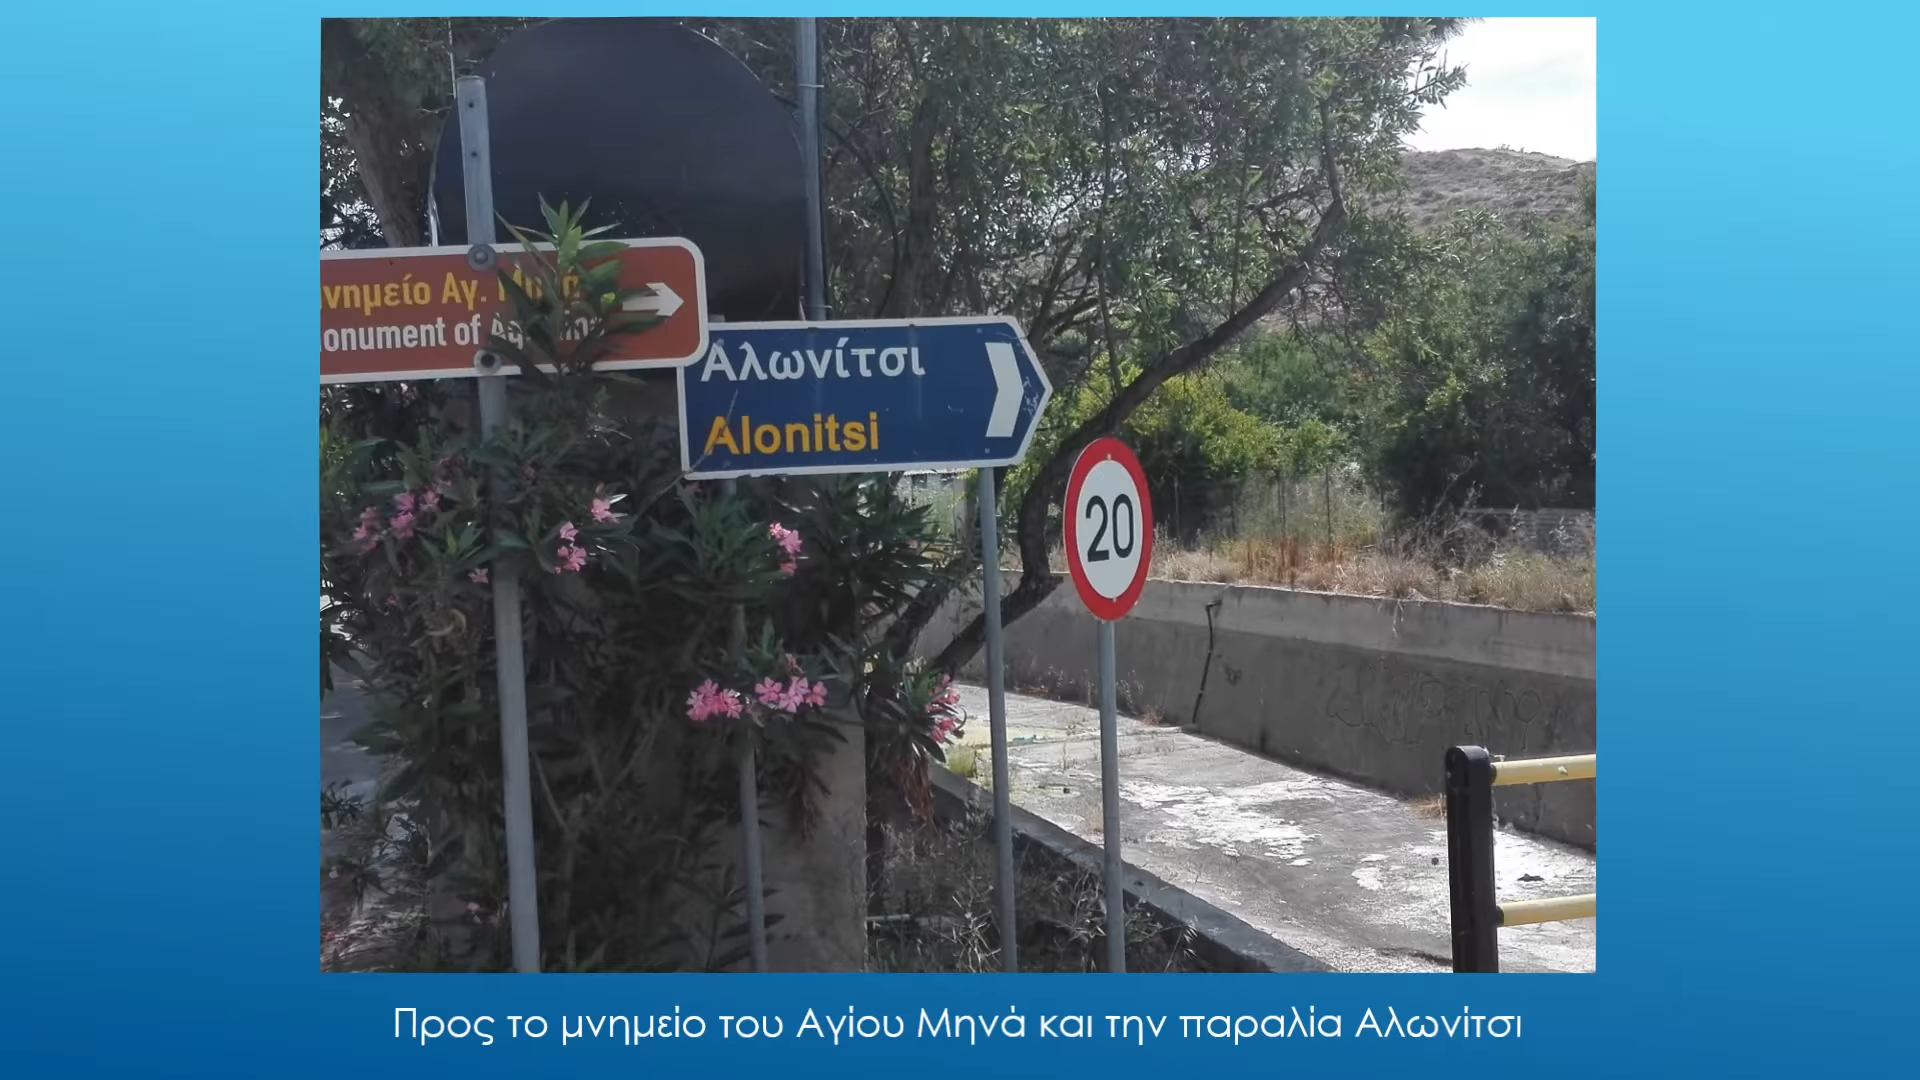 νημείο Αγ.
onument of
Αλωνίτσι
Alonitsi
20
Προς το μνημείο του Αγίου Μηνά και την παραλία Αλωνίτσι